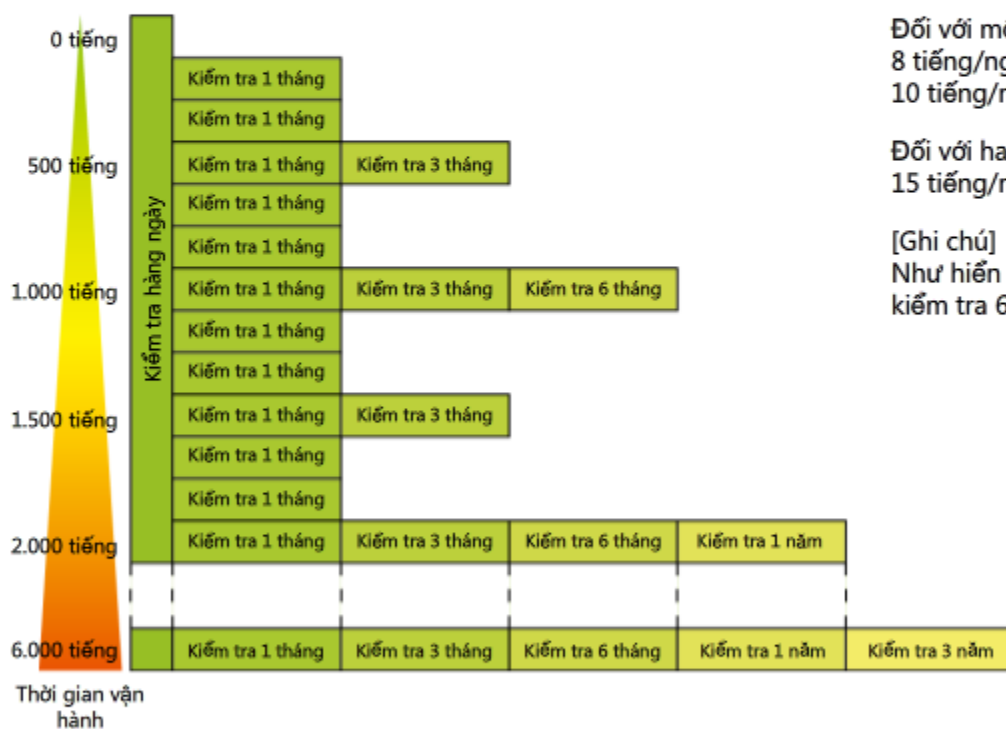 0 tiếng
Kiểm tra hàng ngày
Kiểm tra 1 tháng
Kiểm tra 1 tháng
500 tiếng
Kiểm tra 1 tháng
Kiểm tra 3 tháng
Kiểm tra 1 tháng
Kiểm tra 1 tháng
1.000 tiếng
Kiểm tra 1 tháng
Kiểm tra 3 tháng
Kiểm tra 6 tháng
Kiểm tra 1 tháng
Kiểm tra 1 tháng
1.500 tiếng
Kiểm tra 1 tháng
Kiểm tra 3 tháng
Kiểm tra 1 tháng
Kiểm tra 1 tháng
2.000 tiếng
Kiểm tra 1 tháng
Kiểm tra 3 tháng
Kiểm tra 6 tháng
Kiểm tra 1 năm
6.000 tiếng
Kiểm tra 1 tháng
Kiểm tra 3 tháng
Kiểm tra 6 tháng
Kiểm tra 1 năm
Kiểm tra 3 năm
Thời gian vận
hành
Đối với
8 tiếng
10 tiếng
Đối với
15 tiếng
[Ghi chú]
Như hiển
kiểm tra 6